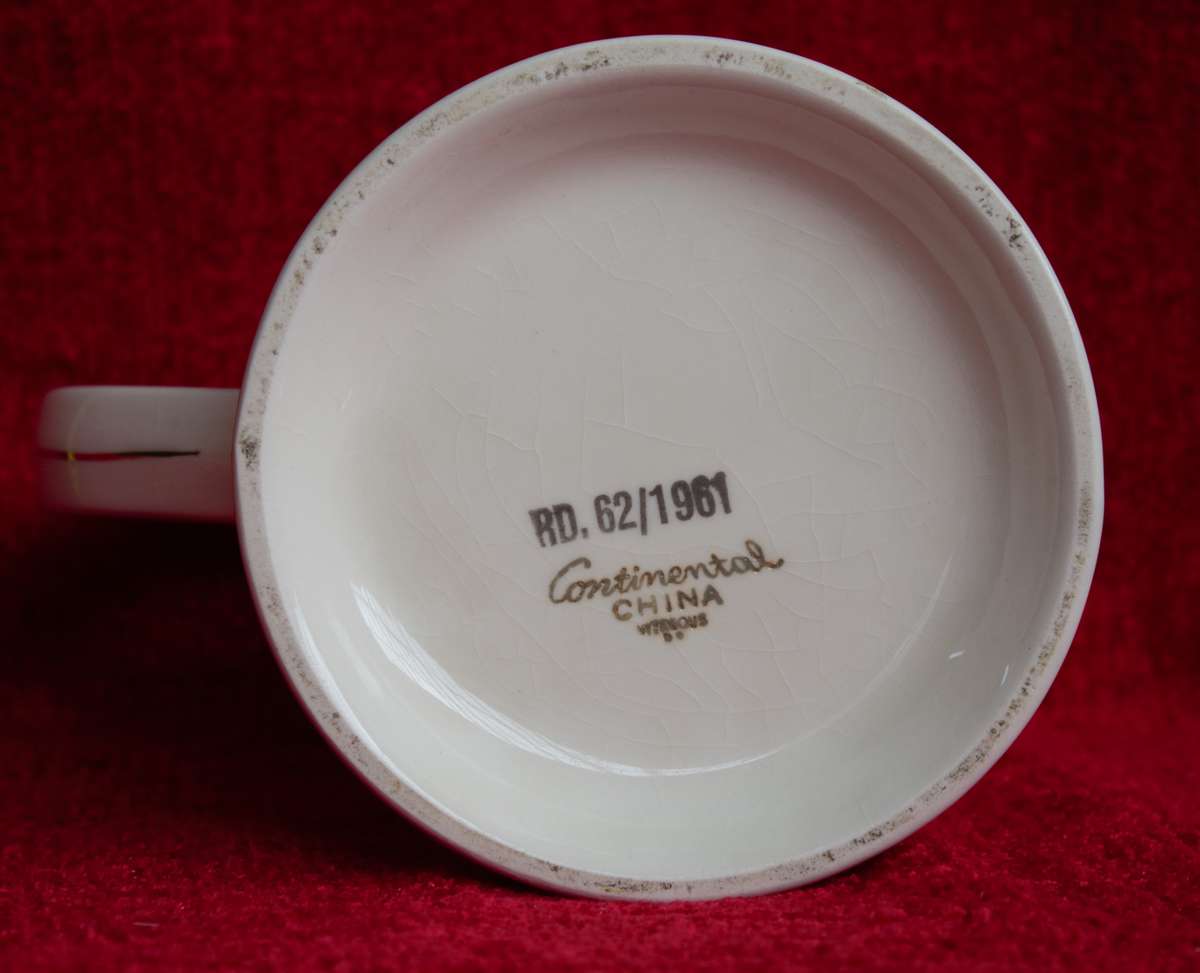 RD. 62/1961
Continental
CHINA